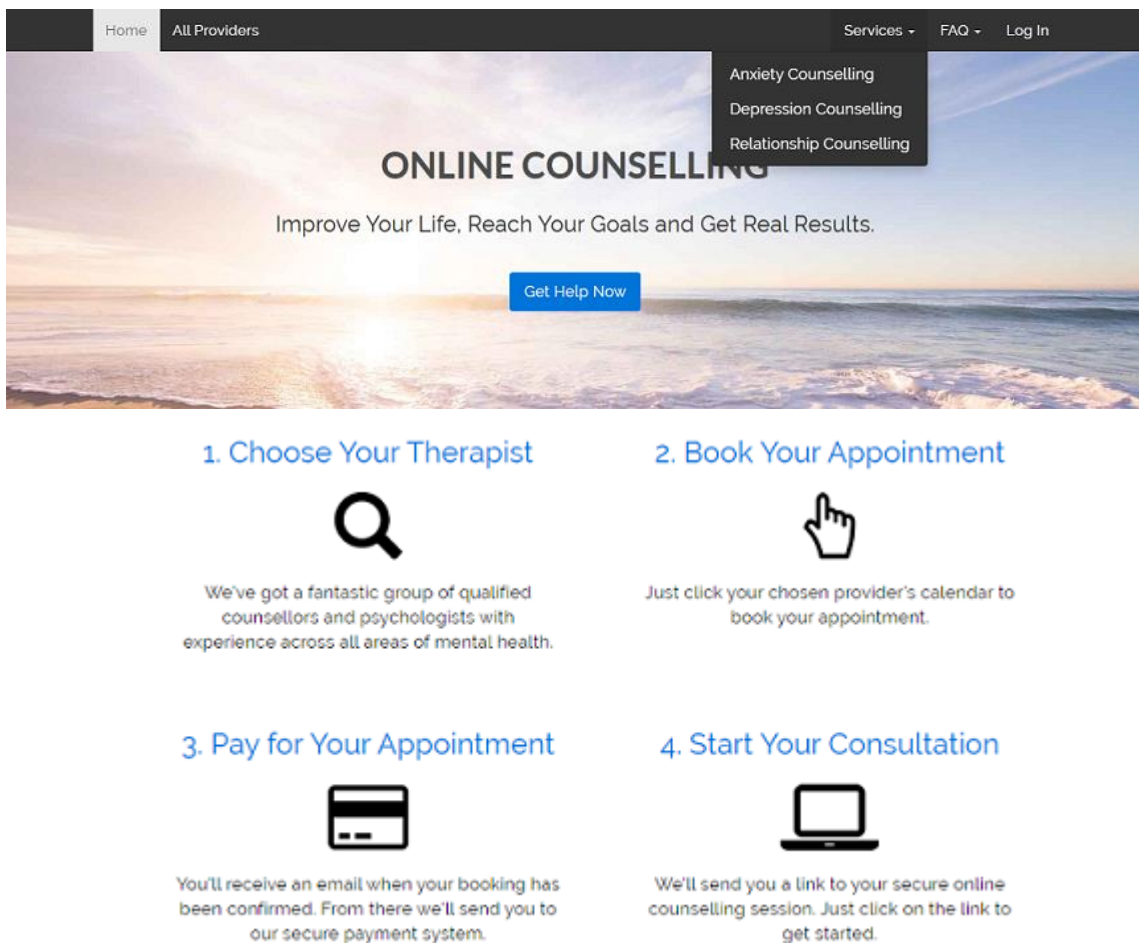 Home All Providers Services FAQ Log In
Anxiety Counselling
Depression Counselling
Relationship Counselling
ONLINE COUNSELLING
Improve Your Life, Reach Your Goals and Get Real Results.
Get Help Now
1. Choose Your Therapist
We've got a fantastic group of qualified
counsellors and psychologists with
experience across all areas of mental health.
2. Book Your Appointment
Just click your chosen provider's calendar to
book your appointment.
3. Pay for Your Appointment
You'll receive an email when your booking has
been confirmed. From there we'll send you to
our secure payment system.
4. Start Your Consultation
We'll send you a link to your secure online
counselling session. Just click on the link to
get started.